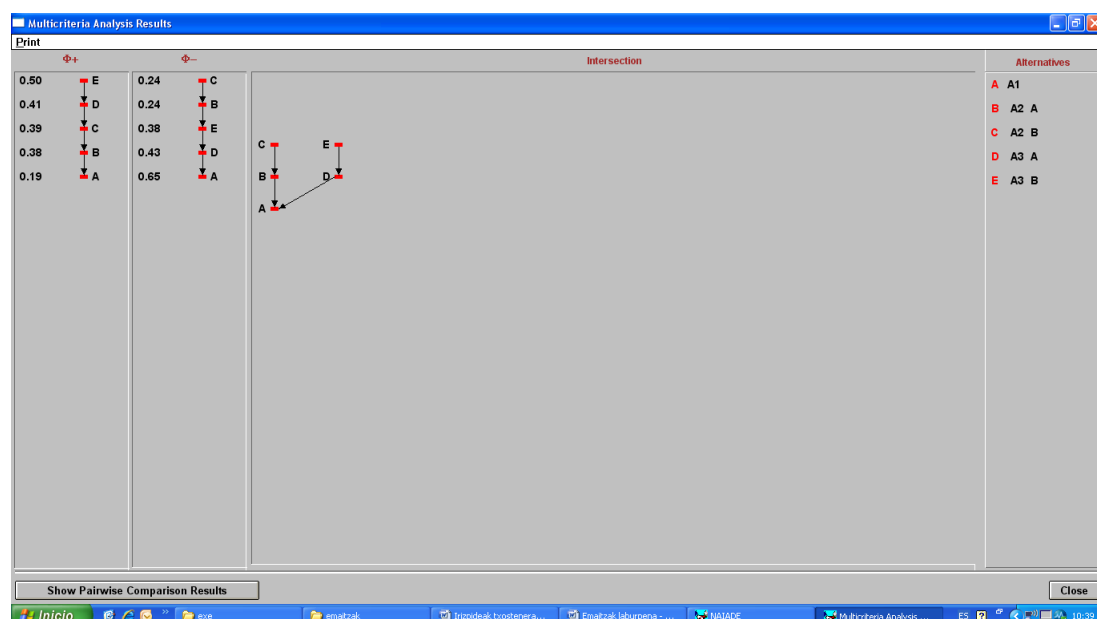 Multicriteria Analysis Results
Print
Φ+ Φ− Intersection Alternatives
0.50 E 0.24 C A A1
0.41 D 0.24 B B A2 A
0.39 C 0.38 E C A2 B
0.38 B 0.43 D D A3 A
0.19 A 0.65 A E A3 B
C E
B D
A
Show Pairwise Comparison Results Close
Inicio » exe emaitzak Irizpideak txostenera... Emaitzak laburpena - ... NAIADE Multicriteria Analysis ... ES 10:39